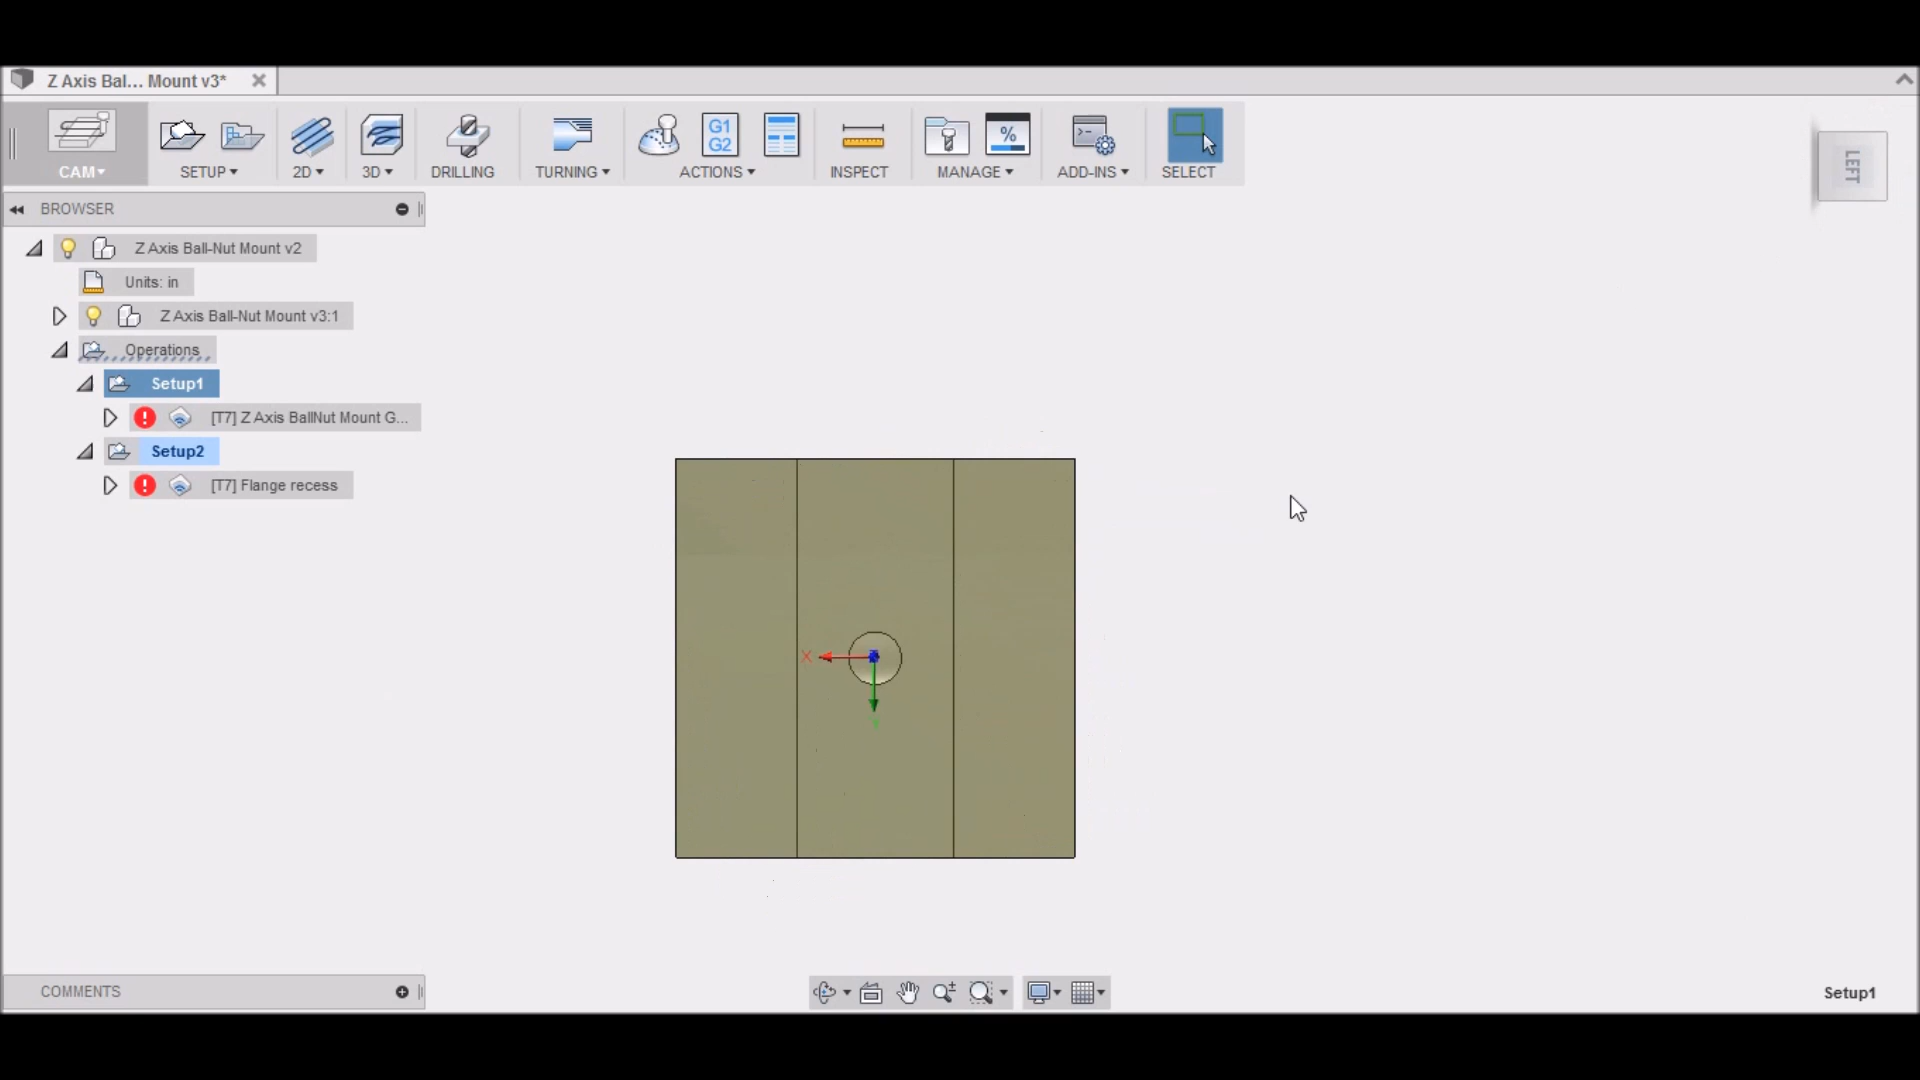 Z Axis Bal... Mount v3*
G1
G2
%
CAM
SETUP
2D
3D
DRILLING
TURNING
ACTIONS
INSPECT
MANAGE
ADD-INS
SELECT
LEFT
BROWSER
Z Axis Ball-Nut Mount v2
Units: in
Z Axis Ball-Nut Mount v3:1
Operations
Setup1
[T7] Z Axis BallNut Mount G...
Setup2
[T7] Flange recess
X
COMMENTS
Setup1